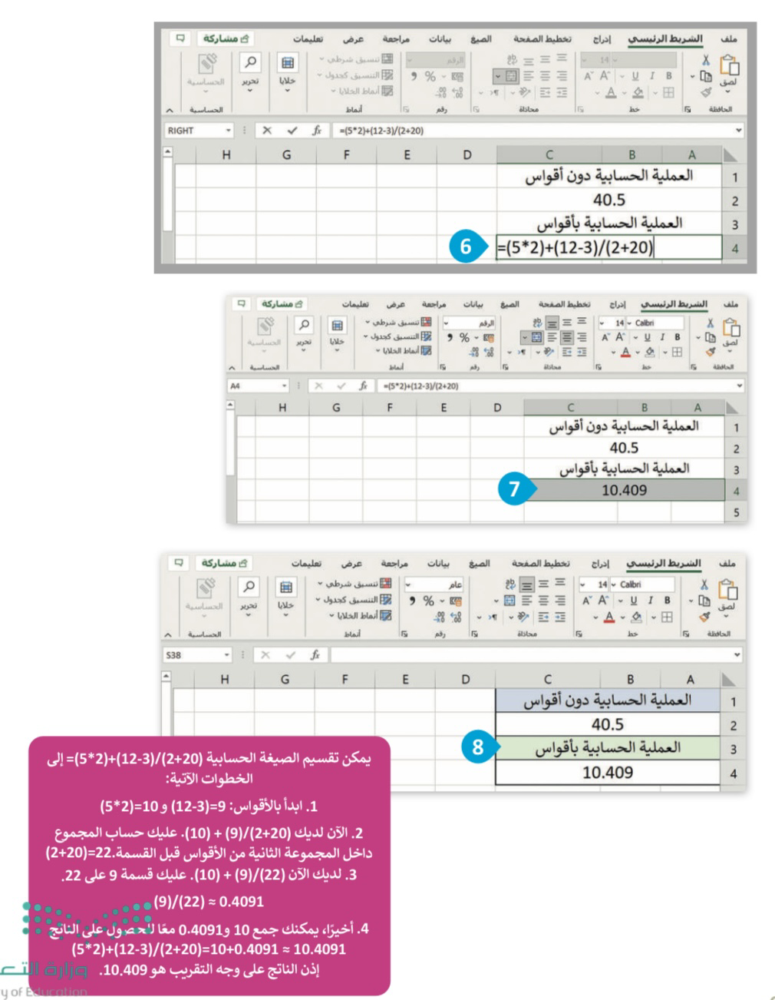 ملف الشريط الرئيسي إدراج تخطيط الصفحة الصيغ بيانات مراجعة عرض تعليمات مشاركة
14 الرقم تنسيق شرطي
لصق B I U A A % التنسيق كجدول خلايا تحرير الحساسية
A أنماط الخلايا
الحافظة خط محاذاة رقم أنماط الحساسية
RIGHT fx =(5*2)+(12-3)/(2+20)
H G F E D C B A
العملية الحسابية دون أقواس 1
40.5 2
العملية الحسابية بأقواس 3
6 =(5*2)+(12-3)/(2+20) 4
ملف الشريط الرئيسي إدراج تخطيط الصفحة الصيغ بيانات مراجعة عرض تعليمات مشاركة
Calibri 14 الرقم تنسيق شرطي
لصق B I U A A % التنسيق كجدول خلايا تحرير الحساسية
A أنماط الخلايا
الحافظة خط محاذاة رقم أنماط الحساسية
A4 fx =(5*2)+(12-3)/(2+20)
H G F E D C B A
العملية الحسابية دون أقواس 1
40.5 2
العملية الحسابية بأقواس 3
7 10.409 4
5
ملف الشريط الرئيسي إدراج تخطيط الصفحة الصيغ بيانات مراجعة عرض تعليمات مشاركة
Calibri 14 عام تنسيق شرطي
لصق B I U A A % التنسيق كجدول خلايا تحرير الحساسية
A أنماط الخلايا
الحافظة خط محاذاة رقم أنماط الحساسية
S38 fx
H G F E D C B A
العملية الحسابية دون أقواس 1
40.5 2
8 العملية الحسابية بأقواس 3
10.409 4
يمكن تقسيم الصيغة الحسابية (20+2)/(3-12)+(2*5)= إلى
الخطوات الآتية:
1. ابدأ بالأقواس: 9=(3-12) و 10=(2*5)
2. الآن لديك (20+2)/(9) + (10). عليك حساب المجموع
داخل المجموعة الثانية من الأقواس قبل القسمة.22=(20+2)
3. لديك الآن (22)/(9) + (10). عليك قسمة 9 على 22.
(9)/(22) ≈ 0.4091
4. أخيرًا، يمكنك جمع 10 و0.4091 معًا للحصول على الناتج
(5*2)+(12-3)/(2+20)=10+0.4091 ≈ 10.4091
إذن الناتج على وجه التقريب هو 10.409.
وزارة التعـ
y of Education